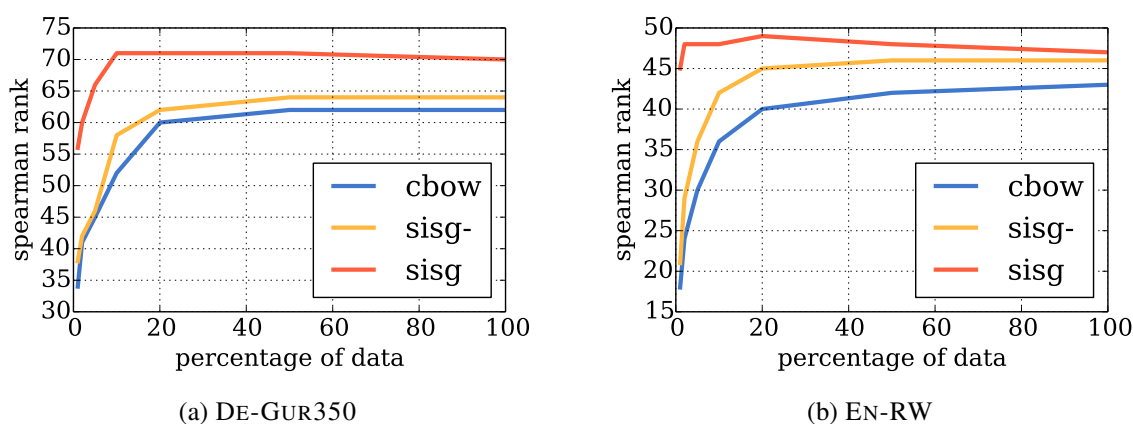 75
70
65
60
55
50
45
40
35
30
spearman rank
cbow
sisg-
sisg
0 20 40 60 80 100
percentage of data
(a) DE-GUR350
50
45
40
35
30
25
20
15
spearman rank
cbow
sisg-
sisg
0 20 40 60 80 100
percentage of data
(b) EN-RW